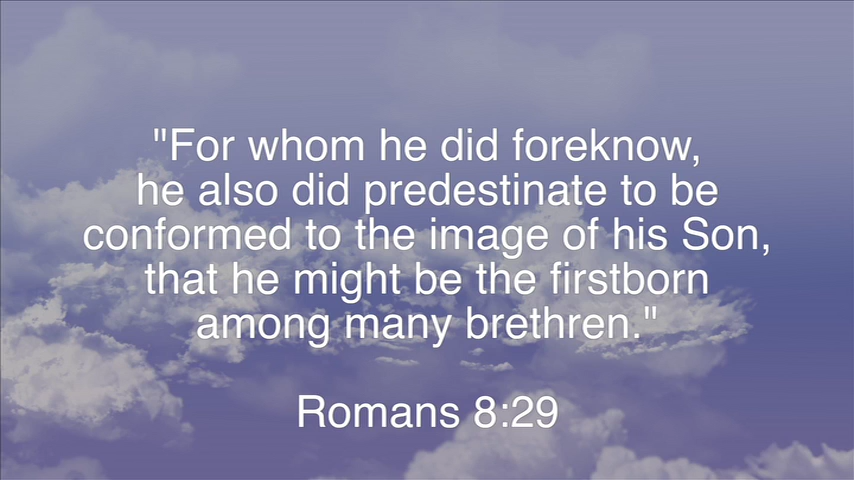 "For whom he did foreknow,
he also did predestinate to be
conformed to the image of his Son,
that he might be the firstborn
among many brethren."
Romans 8:29